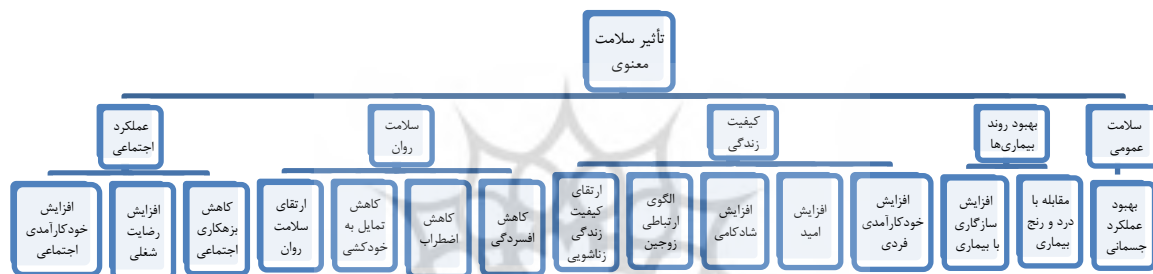 تأثیر سلامت
معنوی
سلامت
عمومی
بهبود روند
بیماری‌ها
کیفیت
زندگی
سلامت
روان
عملکرد
اجتماعی
بهبود
عملکرد
جسمانی
مقابله با
درد و رنج
بیماری
افزایش
سازگاری
با بیماری
افزایش
خودکارآمدی
فردی
افزایش
امید
افزایش
شادکامی
الگوی
ارتباطی
زوجین
ارتقای
کیفیت
زندگی
زناشویی
کاهش
افسردگی
کاهش
اضطراب
کاهش
تمایل به
خودکشی
ارتقای
سلامت
روان
کاهش
بزهکاری
اجتماعی
افزایش
رضایت
شغلی
افزایش
خودکارآمدی
اجتماعی